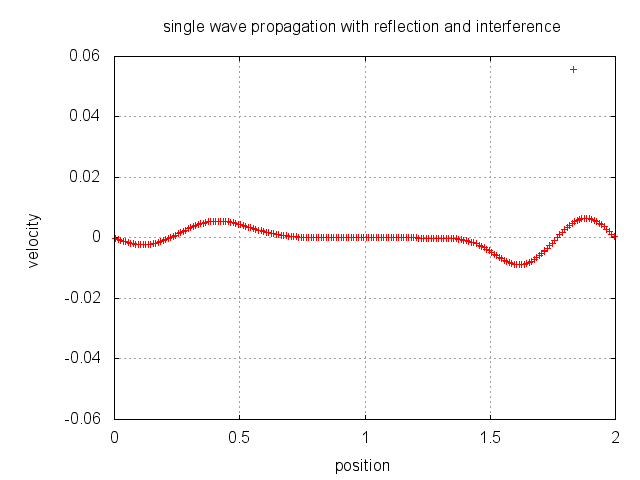 single wave propagation with reflection and interference
0.06
0.04
0.02
0
-0.02
-0.04
-0.06
velocity
0 0.5 1 1.5 2
position